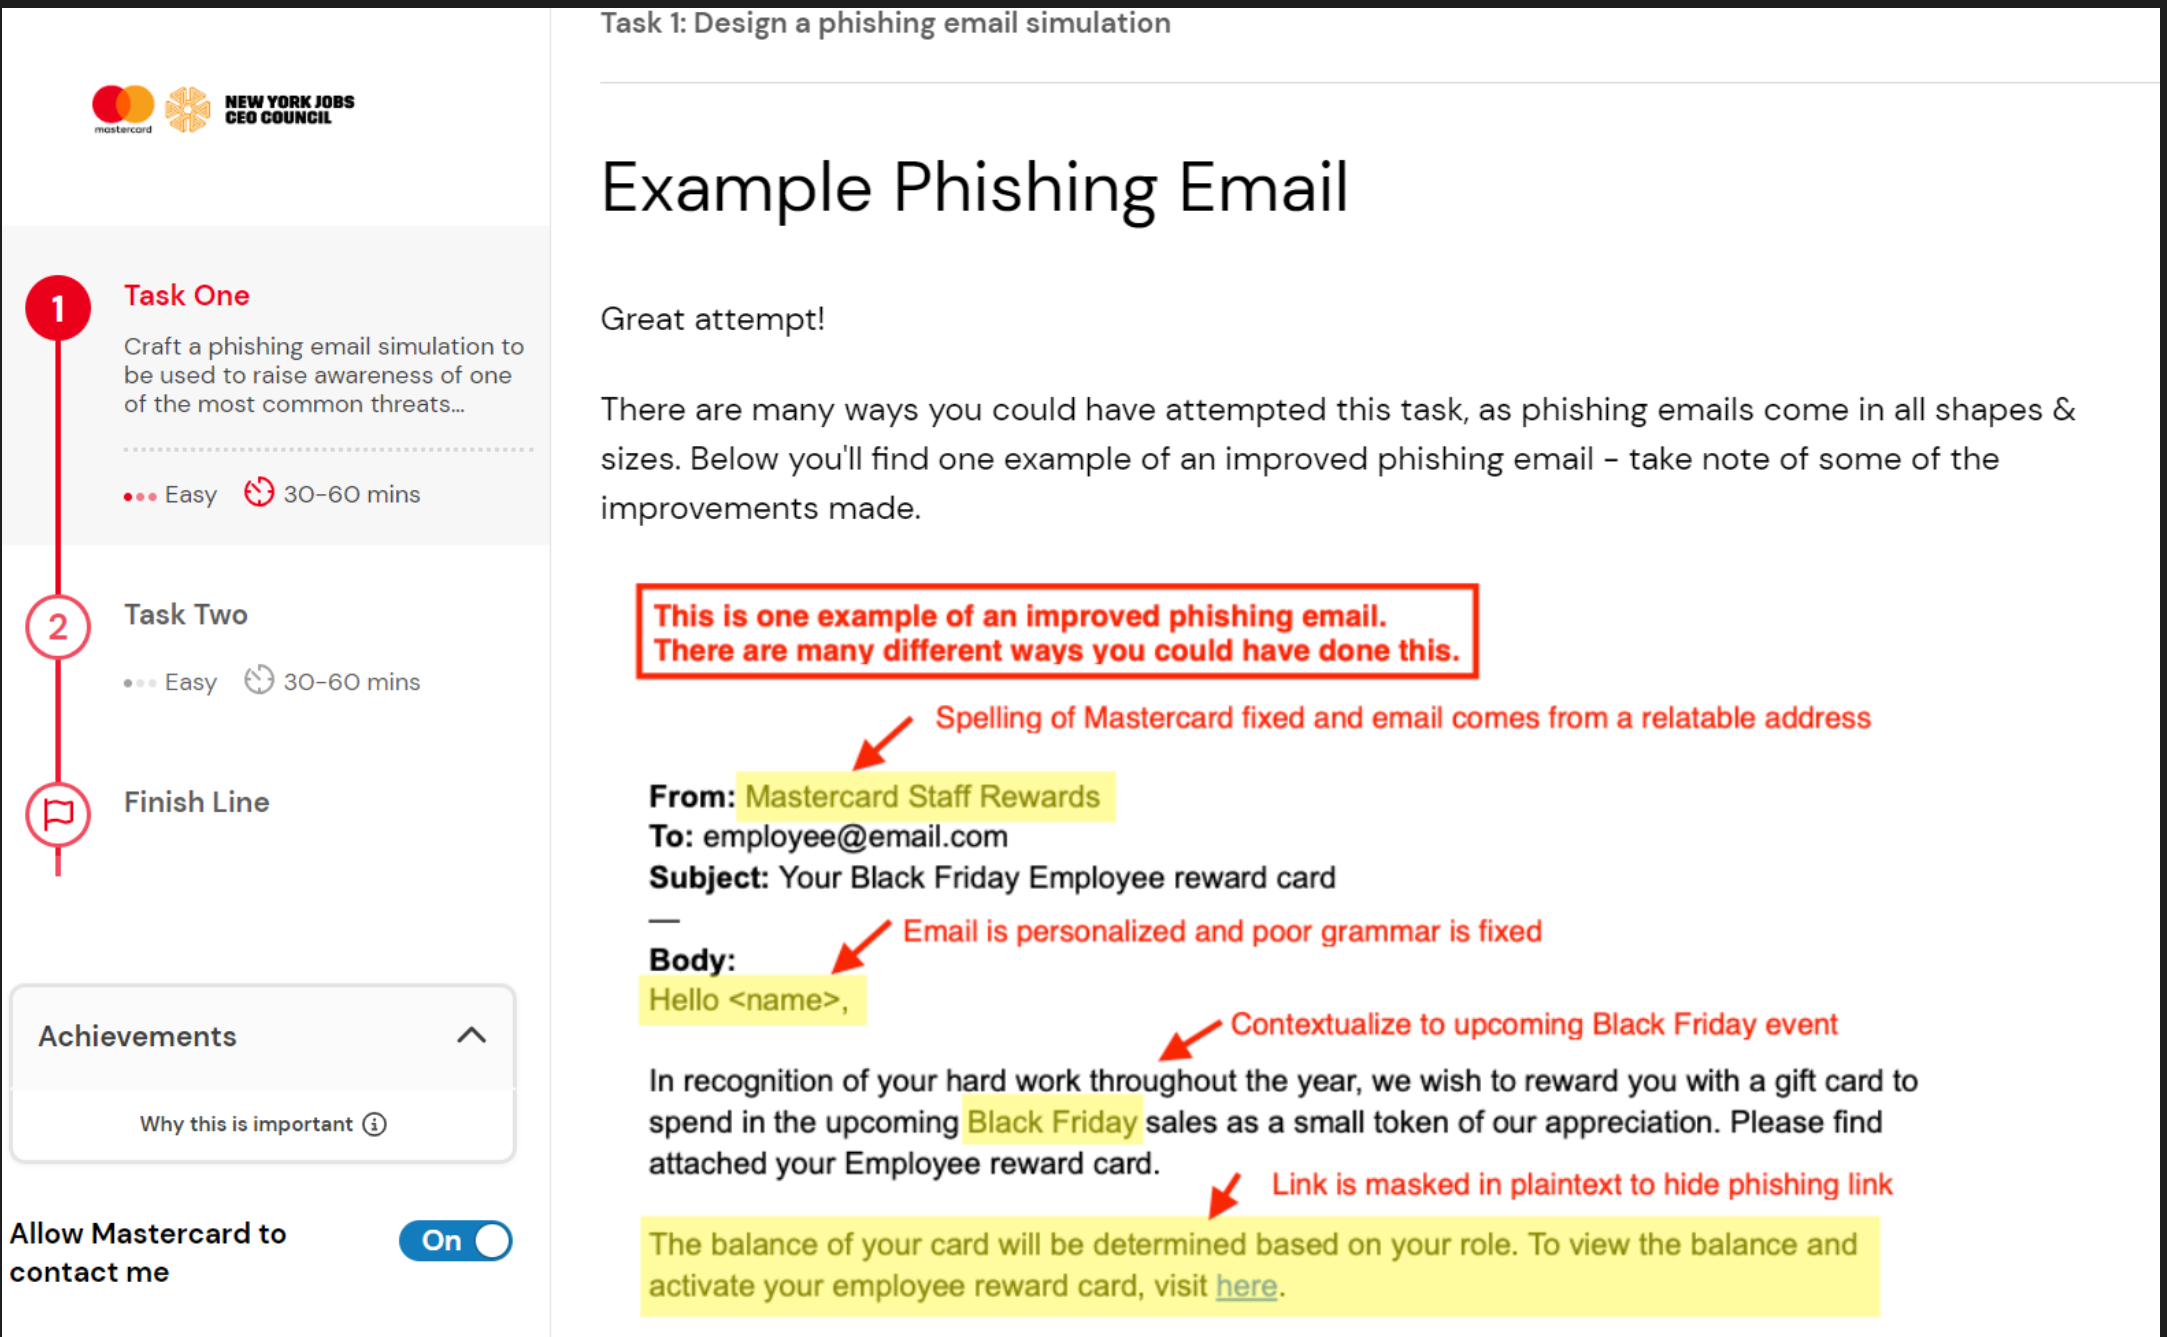 Task 1: Design a phishing email simulation
mastercard
NEW YORK JOBS
CEO COUNCIL
1
Task One
Craft a phishing email simulation to
be used to raise awareness of one
of the most common threats...
Easy 30-60 mins
2
Task Two
Easy 30-60 mins
Finish Line
Achievements
Why this is important
Allow Mastercard to
contact me
On
Example Phishing Email
Great attempt!
There are many ways you could have attempted this task, as phishing emails come in all shapes &
sizes. Below you'll find one example of an improved phishing email - take note of some of the
improvements made.
This is one example of an improved phishing email.
There are many different ways you could have done this.
Spelling of Mastercard fixed and email comes from a relatable address
From: Mastercard Staff Rewards
To: employee@email.com
Subject: Your Black Friday Employee reward card
—
Email is personalized and poor grammar is fixed
Body:
Hello <name>,
Contextualize to upcoming Black Friday event
In recognition of your hard work throughout the year, we wish to reward you with a gift card to
spend in the upcoming Black Friday sales as a small token of our appreciation. Please find
attached your Employee reward card.
Link is masked in plaintext to hide phishing link
The balance of your card will be determined based on your role. To view the balance and
activate your employee reward card, visit here.